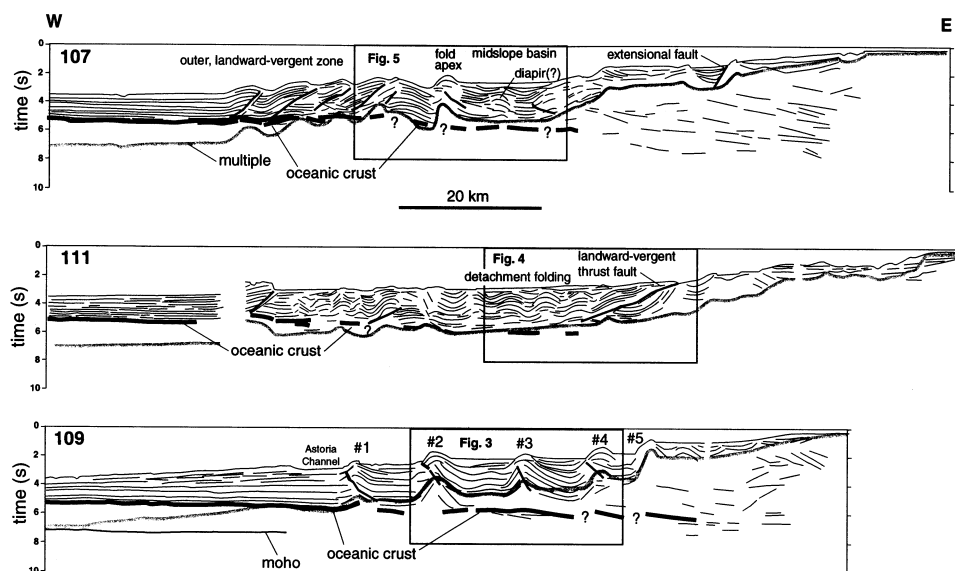 W
E
107
time (s)
0
2
4
6
8
10
outer, landward-vergent zone
Fig. 5
fold
apex
midslope basin
diapir(?)
extensional fault
?
?
?
multiple
oceanic crust
20 km
111
time (s)
0
2
4
6
8
10
Fig. 4
detachment folding
landward-vergent
thrust fault
?
oceanic crust
109
time (s)
0
2
4
6
8
10
Astoria
Channel
#1
#2
Fig. 3
#3
#4
#5
?
?
oceanic crust
moho